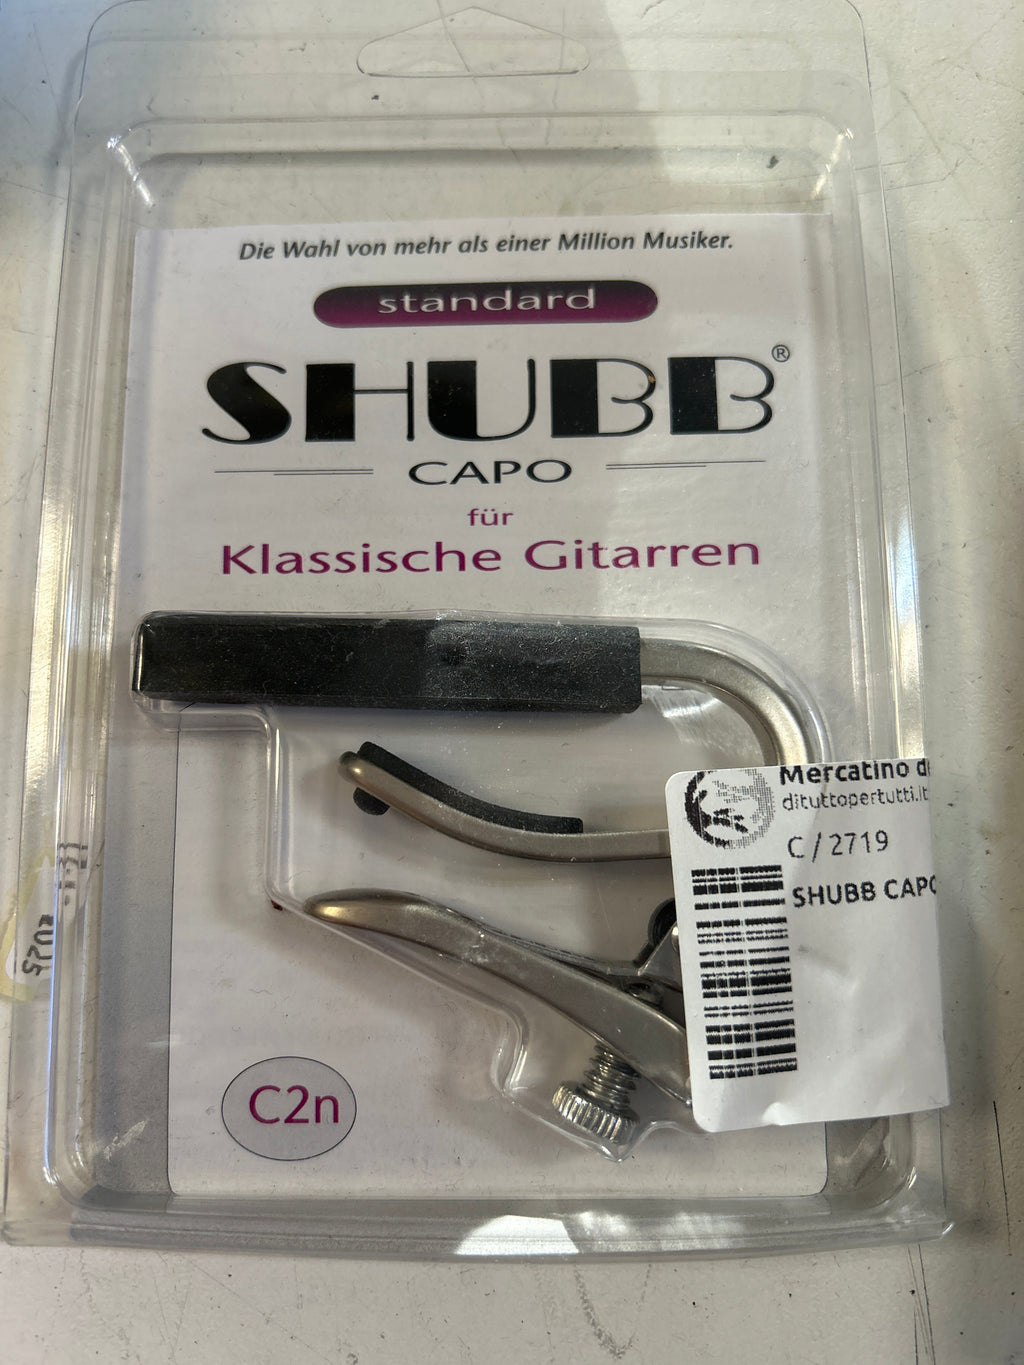 Die Wahl von mehr als einer Million Musiker.
standard
SHUBB®
CAPO
für
Klassische Gitarren
Mercatino d
dituttopertutti.it
C/2719
SHUBB CAPO
C2n